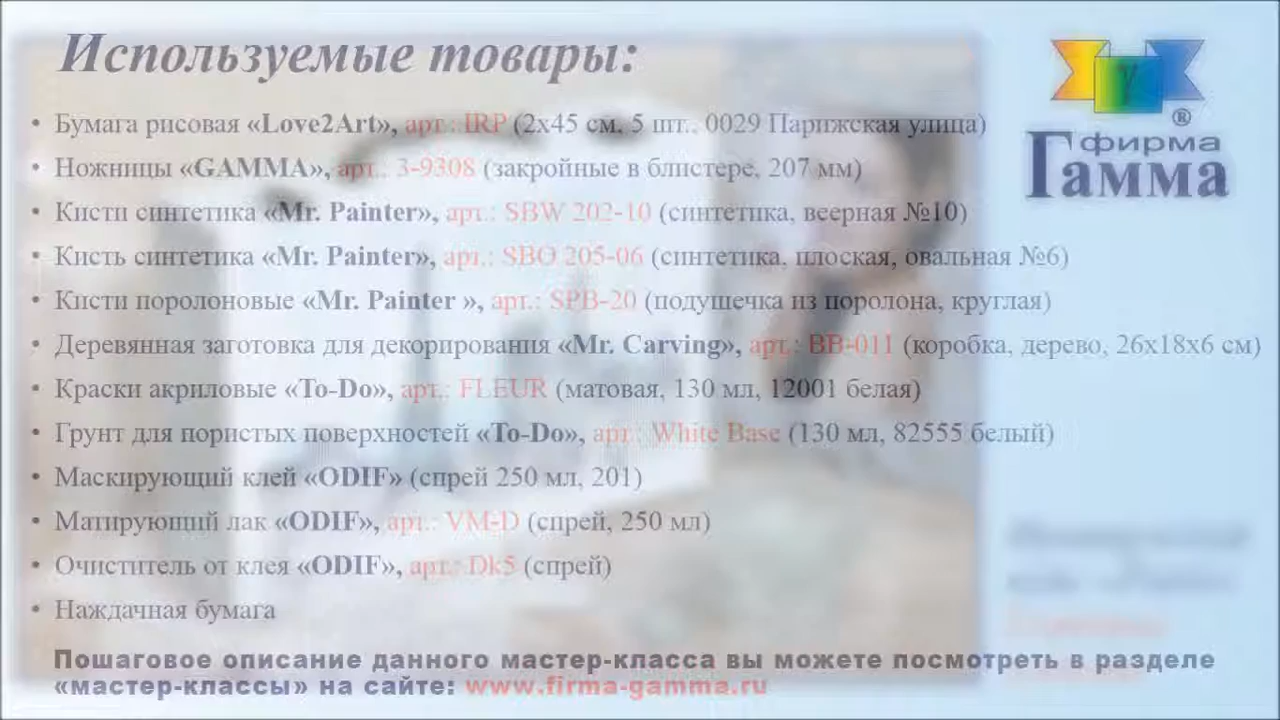 Используемые товары:
• Бумага рисовая «Love2Art», арт.: IRP (2х45 см, 5 шт., 0029 Парижская улица)
• Ножницы «GAMMA», арт.: 3-9308 (закройные в блистере, 207 мм)
• Кисти синтетика «Mr. Painter», арт.: SBW 202-10 (синтетика, веерная №10)
• Кисть синтетика «Mr. Painter», арт.: SBO 205-06 (синтетика, плоская, овальная №6)
• Кисти поролоновые «Mr. Painter », арт.: SPB-20 (подушечка из поролона, круглая)
• Деревянная заготовка для декорирования «Mr. Carving», арт.: BB-011 (коробка, дерево, 26х18х6 см)
• Краски акриловые «To-Do», арт.: FLEUR (матовая, 130 мл, 12001 белая)
• Грунт для пористых поверхностей «To-Do», арт.: White Base (130 мл, 82555 белый)
• Маскирующий клей «ODIF» (спрей 250 мл, 201)
• Матирующий лак «ODIF», арт.: VM-D (спрей, 250 мл)
• Очиститель от клея «ODIF», арт.: Dk5 (спрей)
• Наждачная бумага
Пошаговое описание данного мастер-класса вы можете посмотреть в разделе
«мастер-классы» на сайте: www.firma-gamma.ru
γ
®
фирма
Гамма